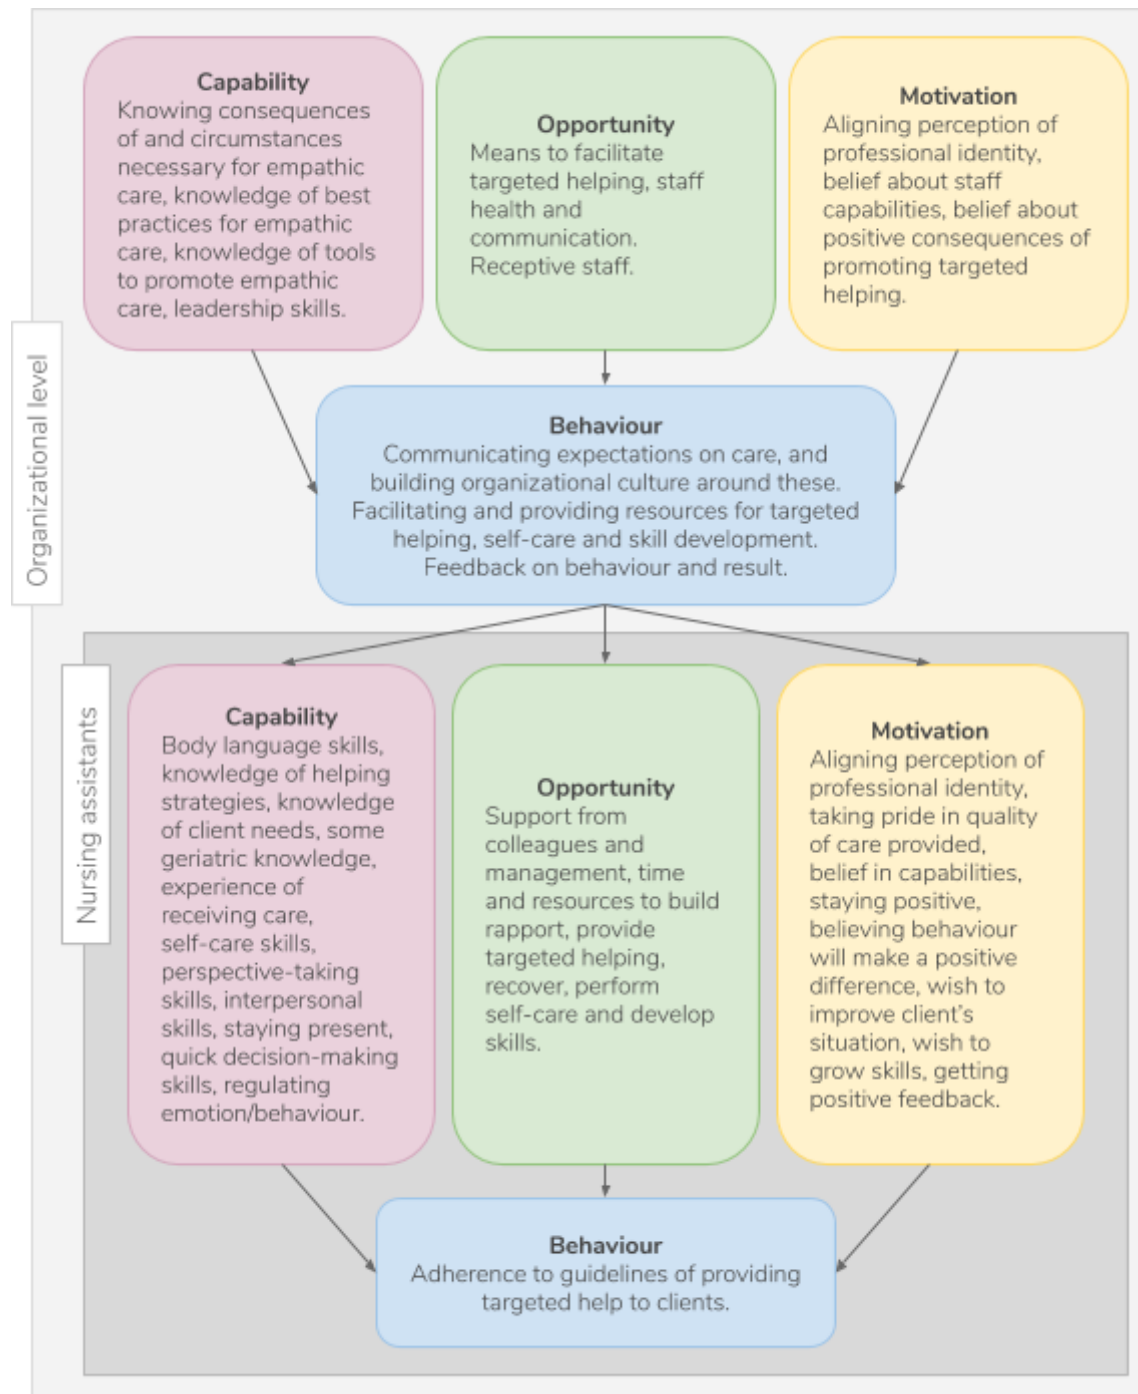 Capability
Knowing consequences
of and circumstances
necessary for empathic
care, knowledge of best
practices for empathic
care, knowledge of tools
to promote empathic
care, leadership skills.
Opportunity
Means to facilitate
targeted helping, staff
health and
communication.
Receptive staff.
Motivation
Aligning perception of
professional identity,
belief about staff
capabilities, belief about
positive consequences of
promoting targeted
helping.
Organizational level
Behaviour
Communicating expectations on care, and
building organizational culture around these.
Facilitating and providing resources for targeted
helping, self-care and skill development.
Feedback on behaviour and result.
Nursing assistants
Capability
Body language skills,
knowledge of helping
strategies, knowledge
of client needs, some
geriatric knowledge,
experience of
receiving care,
self-care skills,
perspective-taking
skills, interpersonal
skills, staying present,
quick decision-making
skills, regulating
emotion/behaviour.
Opportunity
Support from
colleagues and
management, time
and resources to build
rapport, provide
targeted helping,
recover, perform
self-care and develop
skills.
Motivation
Aligning perception of
professional identity,
taking pride in quality
of care provided,
belief in capabilities,
staying positive,
believing behaviour
will make a positive
difference, wish to
improve client's
situation, wish to
grow skills, getting
positive feedback.
Behaviour
Adherence to guidelines of providing
targeted help to clients.